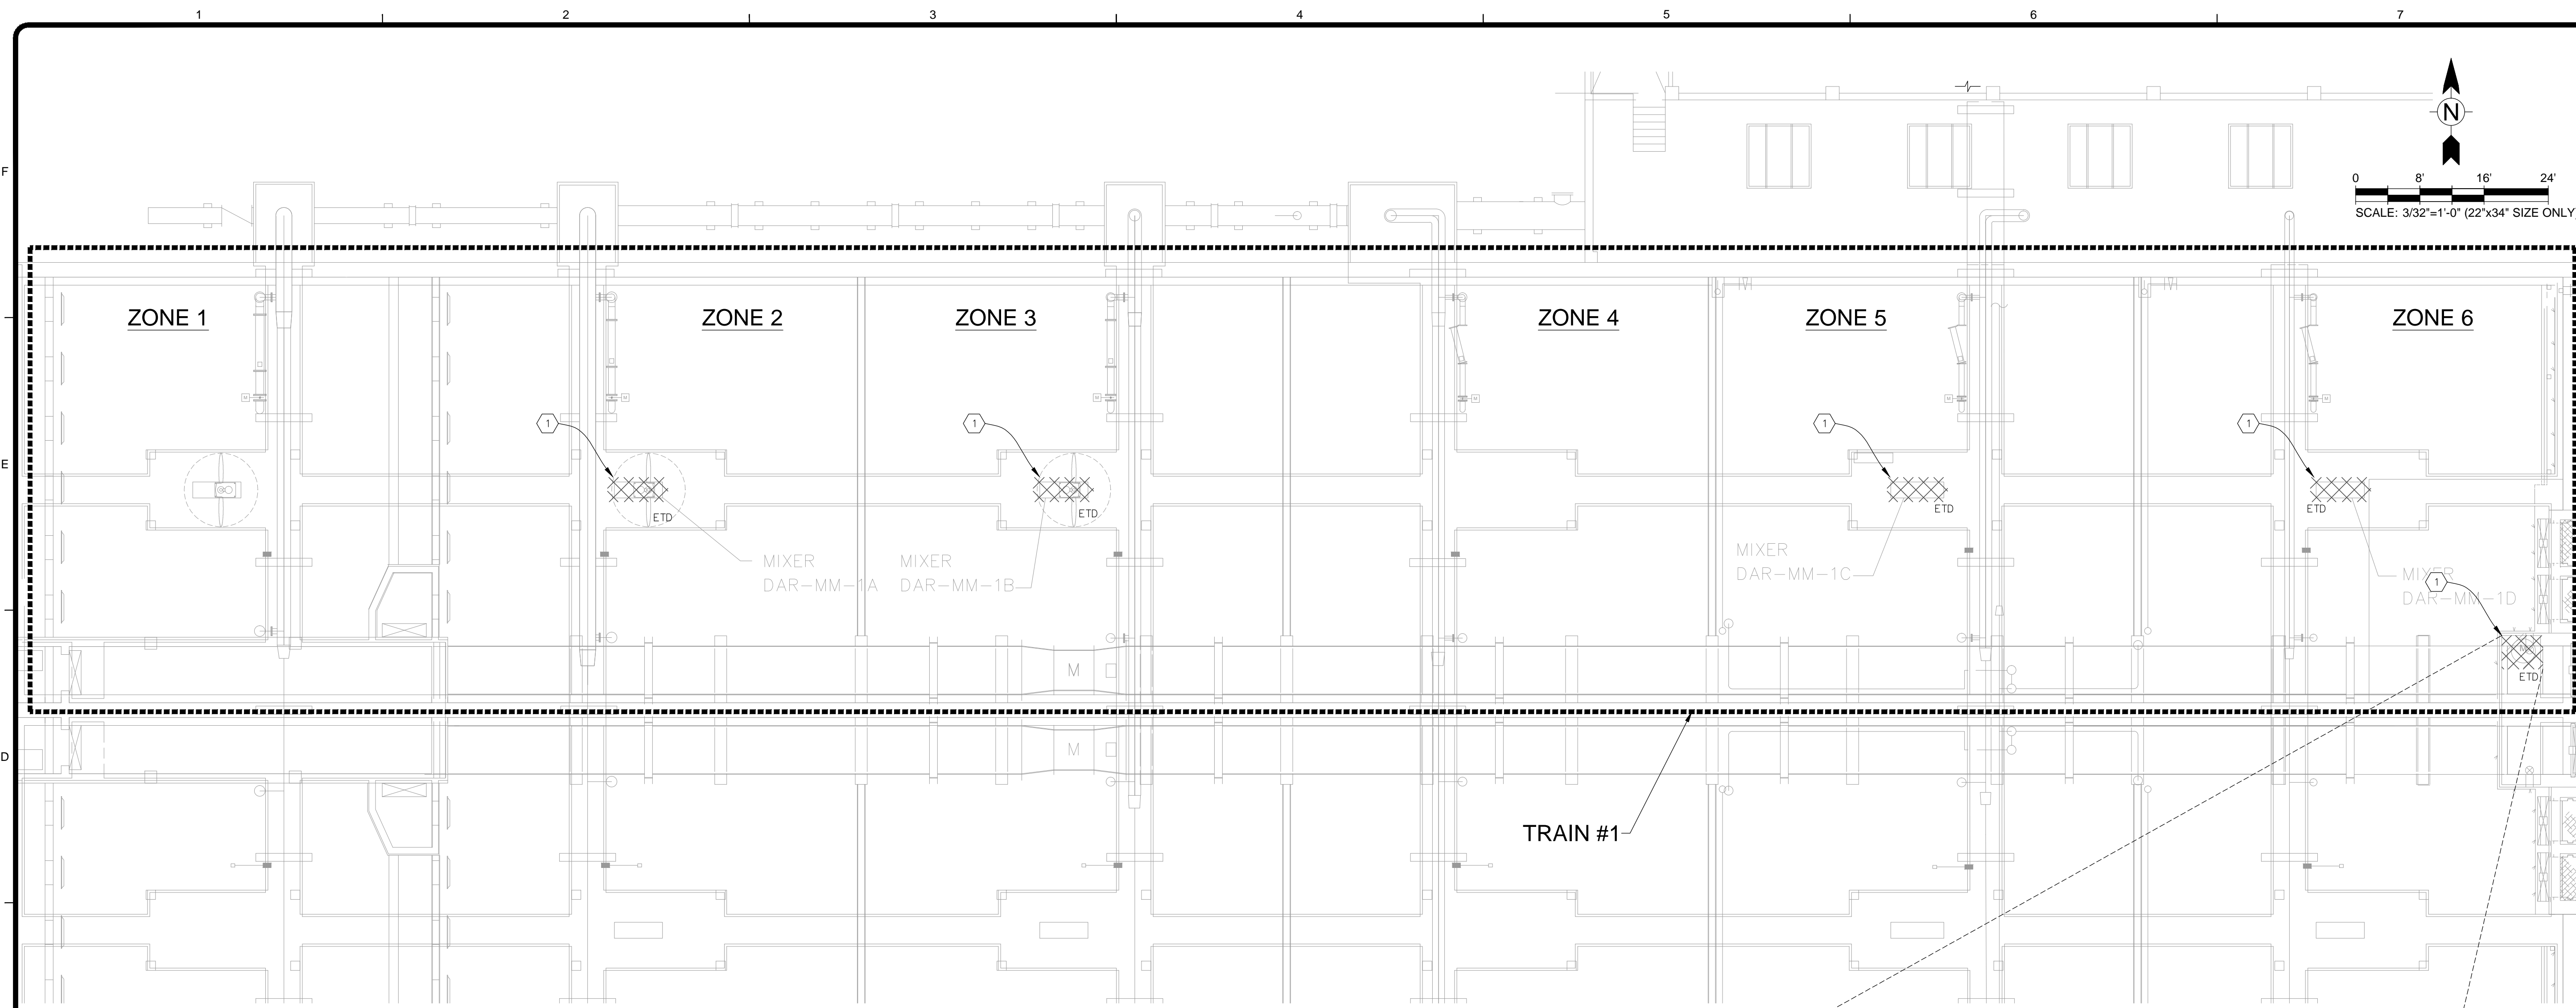 1 2 3 4 5 6 7
N
F
0 8' 16' 24'
SCALE: 3/32"=1'-0" (22"x34" SIZE ONLY)
ZONE 1 ZONE 2 ZONE 3 ZONE 4 ZONE 5 ZONE 6
M M M M M M
1 1 1 1
E
ETD ETD ETD ETD
MIXER
DAR-MM-1A
MIXER
DAR-MM-1B
MIXER
DAR-MM-1C
MIXER
DAR-MM-1D
1
M
M
ETD
D
M
TRAIN #1